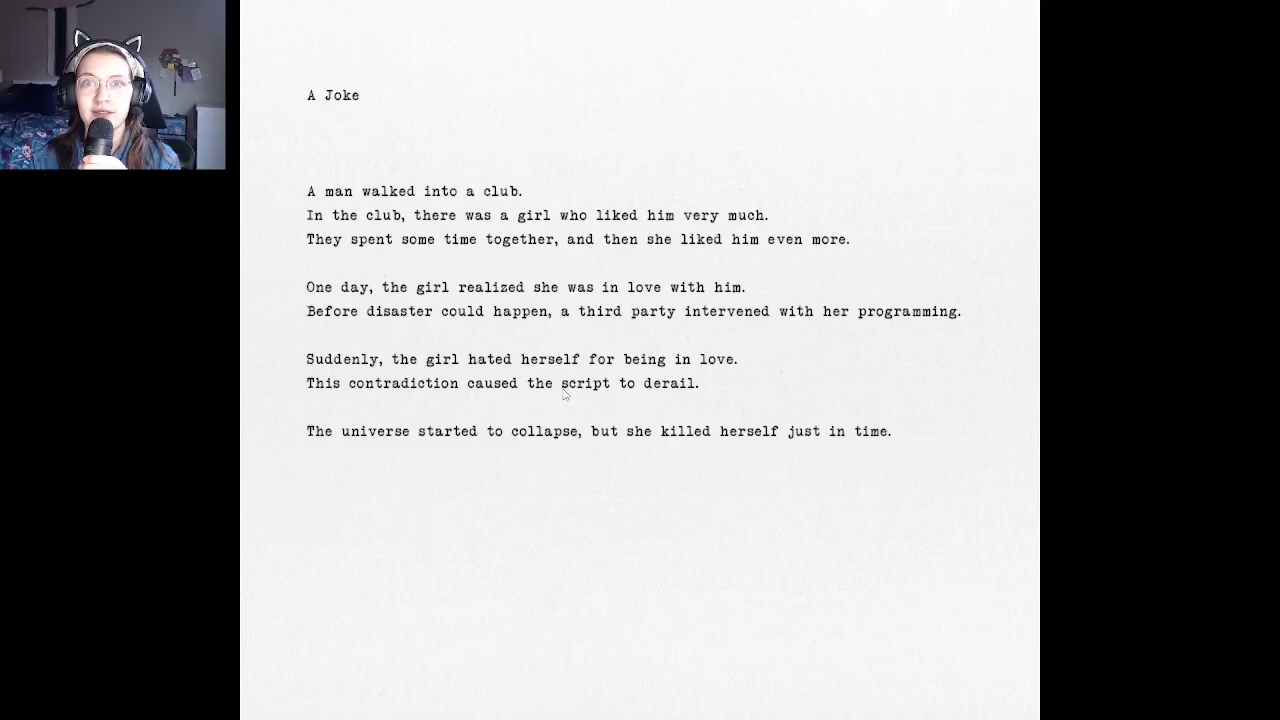 A Joke
A man walked into a club.
In the club, there was a girl who liked him very much.
They spent some time together, and then she liked him even more.
One day, the girl realized she was in love with him.
Before disaster could happen, a third party intervened with her programming.
Suddenly, the girl hated herself for being in love.
This contradiction caused the script to derail.
The universe started to collapse, but she killed herself just in time.